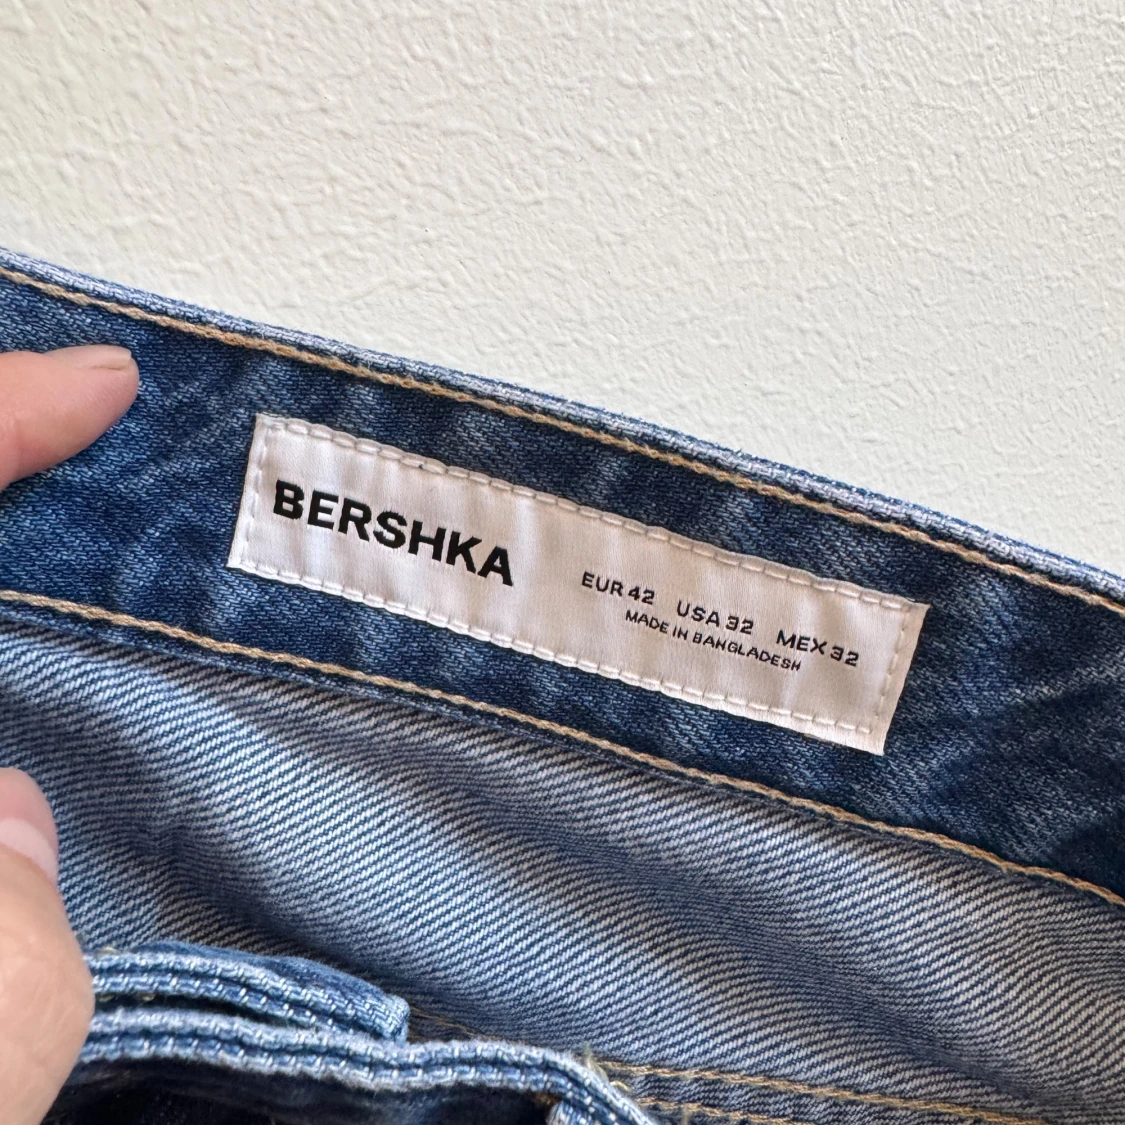 BERSHKA
EUR 42 USA 32 MEX 32
MADE IN BANGLADESH